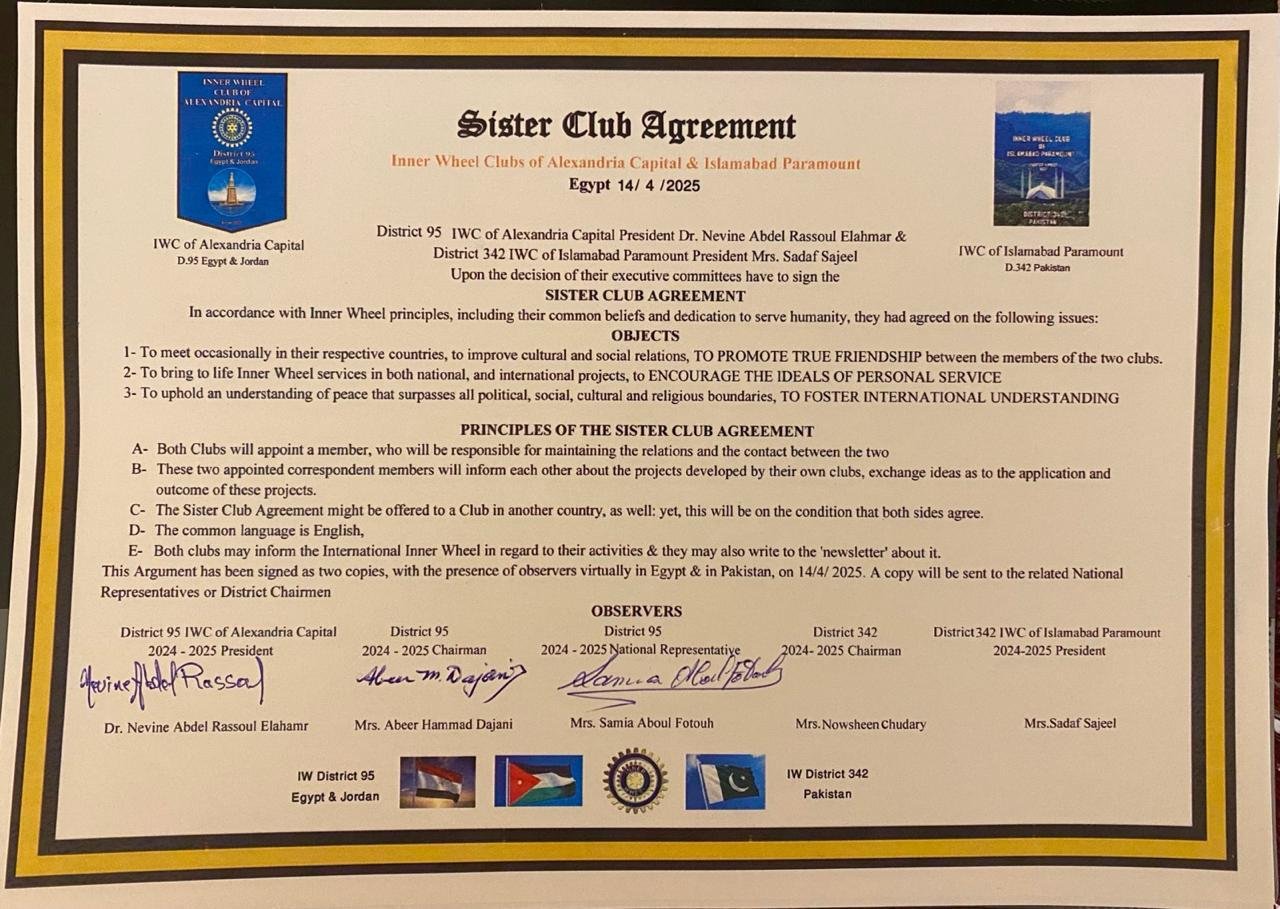 INNER WHEEL
CLUB OF
ALEXANDRIA CAPITAL
District 95
Egypt & Jordan
IWC of Alexandria Capital
D.95 Egypt & Jordan
Sister Club Agreement
Inner Wheel Clubs of Alexandria Capital & Islamabad Paramount
Egypt 14/ 4 /2025
INNER WHEEL CLUB
OF
ISLAMABAD PARAMOUNT
DISTRICT 342
PAKISTAN
IWC of Islamabad Paramount
D.342 Pakistan
District 95 IWC of Alexandria Capital President Dr. Nevine Abdel Rassoul Elahmar &
District 342 IWC of Islamabad Paramount President Mrs. Sadaf Sajeel
Upon the decision of their executive committees have to sign the
SISTER CLUB AGREEMENT
In accordance with Inner Wheel principles, including their common beliefs and dedication to serve humanity, they had agreed on the following issues:
OBJECTS
1- To meet occasionally in their respective countries, to improve cultural and social relations, TO PROMOTE TRUE FRIENDSHIP between the members of the two clubs.
2- To bring to life Inner Wheel services in both national, and international projects, to ENCOURAGE THE IDEALS OF PERSONAL SERVICE
3- To uphold an understanding of peace that surpasses all political, social, cultural and religious boundaries, TO FOSTER INTERNATIONAL UNDERSTANDING
PRINCIPLES OF THE SISTER CLUB AGREEMENT
A- Both Clubs will appoint a member, who will be responsible for maintaining the relations and the contact between the two
B- These two appointed correspondent members will inform each other about the projects developed by their own clubs, exchange ideas as to the application and
outcome of these projects.
C- The Sister Club Agreement might be offered to a Club in another country, as well: yet, this will be on the condition that both sides agree.
D- The common language is English,
E- Both clubs may inform the International Inner Wheel in regard to their activities & they may also write to the 'newsletter' about it.
This Argument has been signed as two copies, with the presence of observers virtually in Egypt & in Pakistan, on 14/4/ 2025. A copy will be sent to the related National
Representatives or District Chairmen
OBSERVERS
District 95 IWC of Alexandria Capital
2024 - 2025 President
Nevine Abdel Rassoul
Dr. Nevine Abdel Rassoul Elahamr
District 95
2024 - 2025 Chairman
Abeer M. Dajani
Mrs. Abeer Hammad Dajani
District 95
2024 - 2025 National Representative
Samia Aboul Fotouh
Mrs. Samia Aboul Fotouh
District 342
2024- 2025 Chairman
Mrs.Nowsheen Chudary
District342 IWC of Islamabad Paramount
2024-2025 President
Mrs.Sadaf Sajeel
IW District 95
Egypt & Jordan
IW District 342
Pakistan